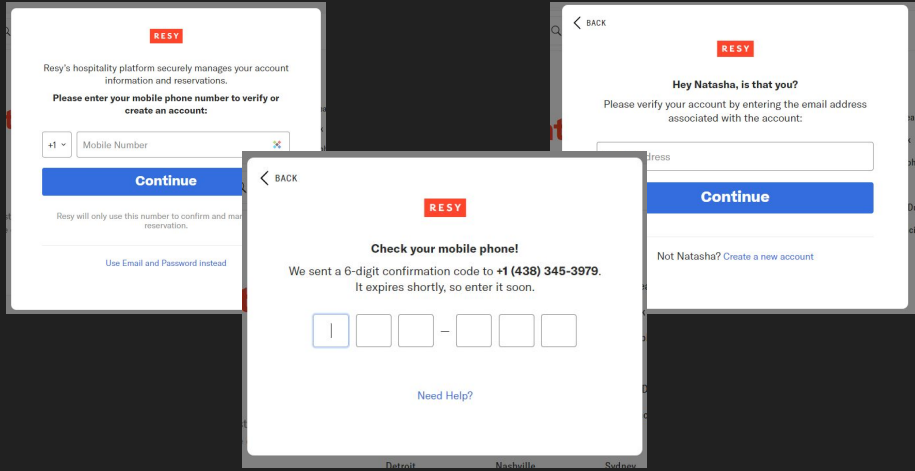 RESY
Resy's hospitality platform securely manages your account
information and reservations.
Please enter your mobile phone number to verify or
create an account:
+1
Mobile Number
Continue
Resy will only use this number to confirm and
reservation.
Use Email and Password instead
BACK
RESY
Check your mobile phone!
We sent a 6-digit confirmation code to +1 (438) 345-3979.
It expires shortly, so enter it soon.
–
Need Help?
BACK
RESY
Hey Natasha, is that you?
Please verify your account by entering the email address
associated with the account:
Continue
Not Natasha? Create a new account
Detroit
Nashville
Sydney